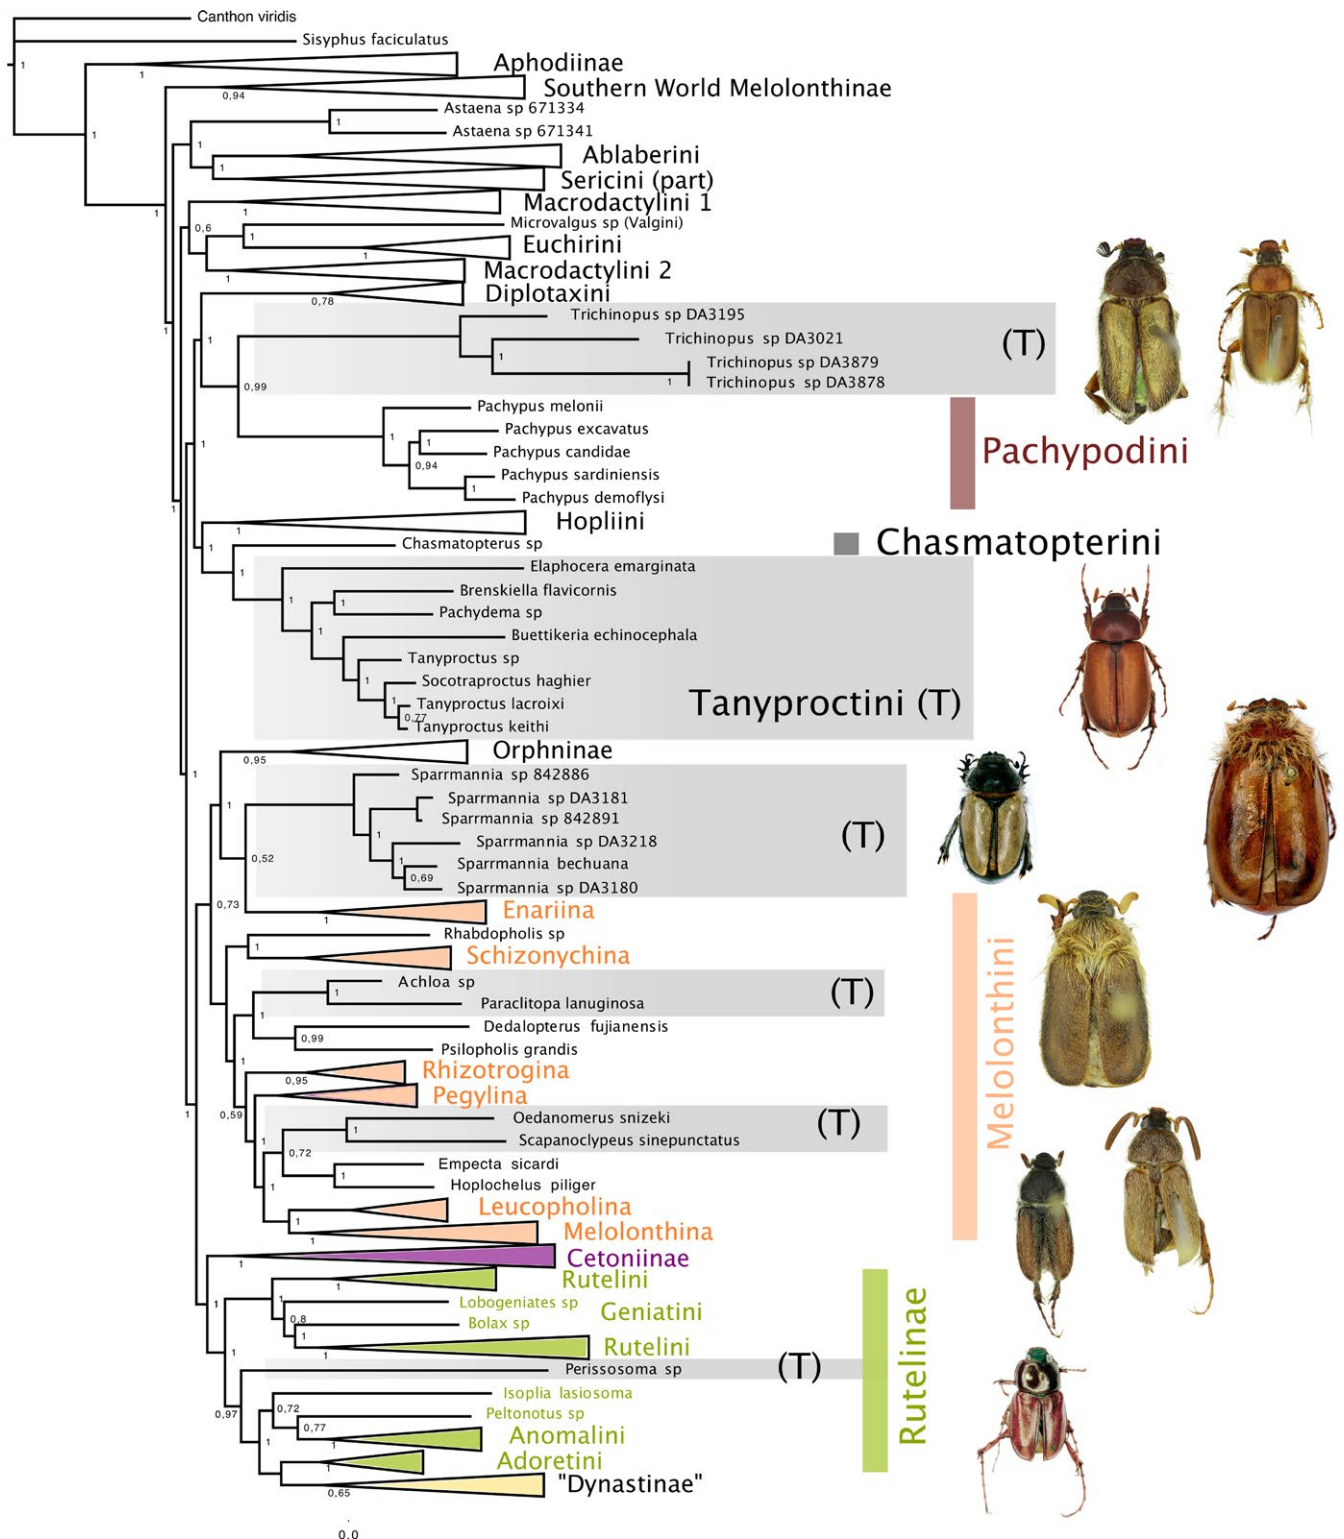 Canthon viridis
Sisyphus faciculatus
1
Aphodiinae
1
Southern World Melolonthinae
0,94
Astaena sp 671334
1
1
Astaena sp 671341
1
Ablaberini
1
Sericini (part)
Macrodactylini 1
1
1
0,6
Microvalgus sp (Valgini)
1
Euchirini
1
Macrodactylini 2
1
Diplotaxini
0,78
Trichinopus sp DA3195
1
1
Trichinopus sp DA3021
(T)
1
Trichinopus sp DA3879
1
Trichinopus sp DA3878
0,99
Pachypus melonii
Pachypus excavatus
1
1
1
Pachypus candidae
Pachypodini
0,94
Pachypus sardiniensis
1
Pachypus demoflysi
1
Hopliini
1
Chasmatopterus sp
Chasmatopterini
1
Elaphocera emarginata
1
Brenskiella flavicornis
1
1
Pachydema sp
1
Buettikeria echinocephala
Tanyproctus sp
1
Socotraproctus haghier
1
Tanyproctus lacroixi
Tanyproctini (T)
0,77
Tanyproctus keithi
Orphninae
0,95
Sparrmannia sp 842886
1
Sparrmannia sp DA3181
1
Sparrmannia sp 842891
1
Sparrmannia sp DA3218
(T)
0,52
1
Sparrmannia bechuana
0,69
Sparrmannia sp DA3180
0,73
Enariina
1
Rhabdopholis sp
1
Schizonychina
Achloa sp
1
Paraclitopa lanuginosa
(T)
1
Dedalopterus fujianensis
0,99
Psilopholis grandis
1
Rhizotrogina
0,95
Pegylina
0,59
Oedanomerus snizeki
1
1
Scapanoclypeus sinepunctatus
(T)
0,72
Empecta sicardi
1
1
Hoplochelus piliger
Leucopholina
1
Melolonthina
1
Melolonthini
Cetoniinae
1
Rutelini
1
1
1
Lobogeniates sp
Geniatini
0,8
Bolax sp
1
Rutelini
1
Perissosoma sp
(T)
Isoplia lasiosoma
0,97
0,72
Peltonotus sp
0,77
Anomalini
1
1
Adoretini
1
"Dynastinae"
0,65
Rutelinae
0.0